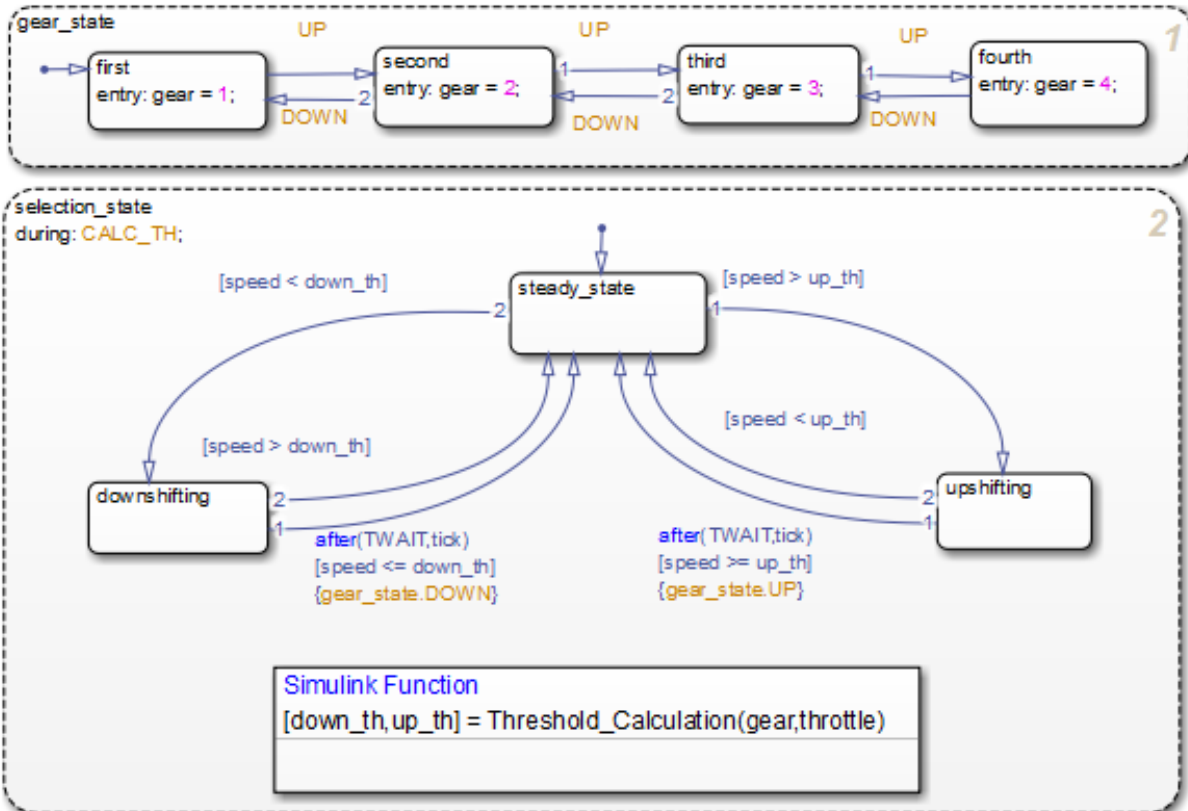 gear_state
1
UP
UP
UP
first
entry: gear = 1;
second
entry: gear = 2;
third
entry: gear = 3;
fourth
entry: gear = 4;
1
2
1
2
1
DOWN
DOWN
DOWN
selection_state
during: CALC_TH;
2
[speed < down_th]
steady_state
[speed > up_th]
2
1
[speed > down_th]
[speed < up_th]
downshifting
2
1
upshifting
2
1
after(TWAIT,tick)
[speed <= down_th]
{gear_state.DOWN}
after(TWAIT,tick)
[speed >= up_th]
{gear_state.UP}
Simulink Function
[down_th,up_th] = Threshold_Calculation(gear,throttle)